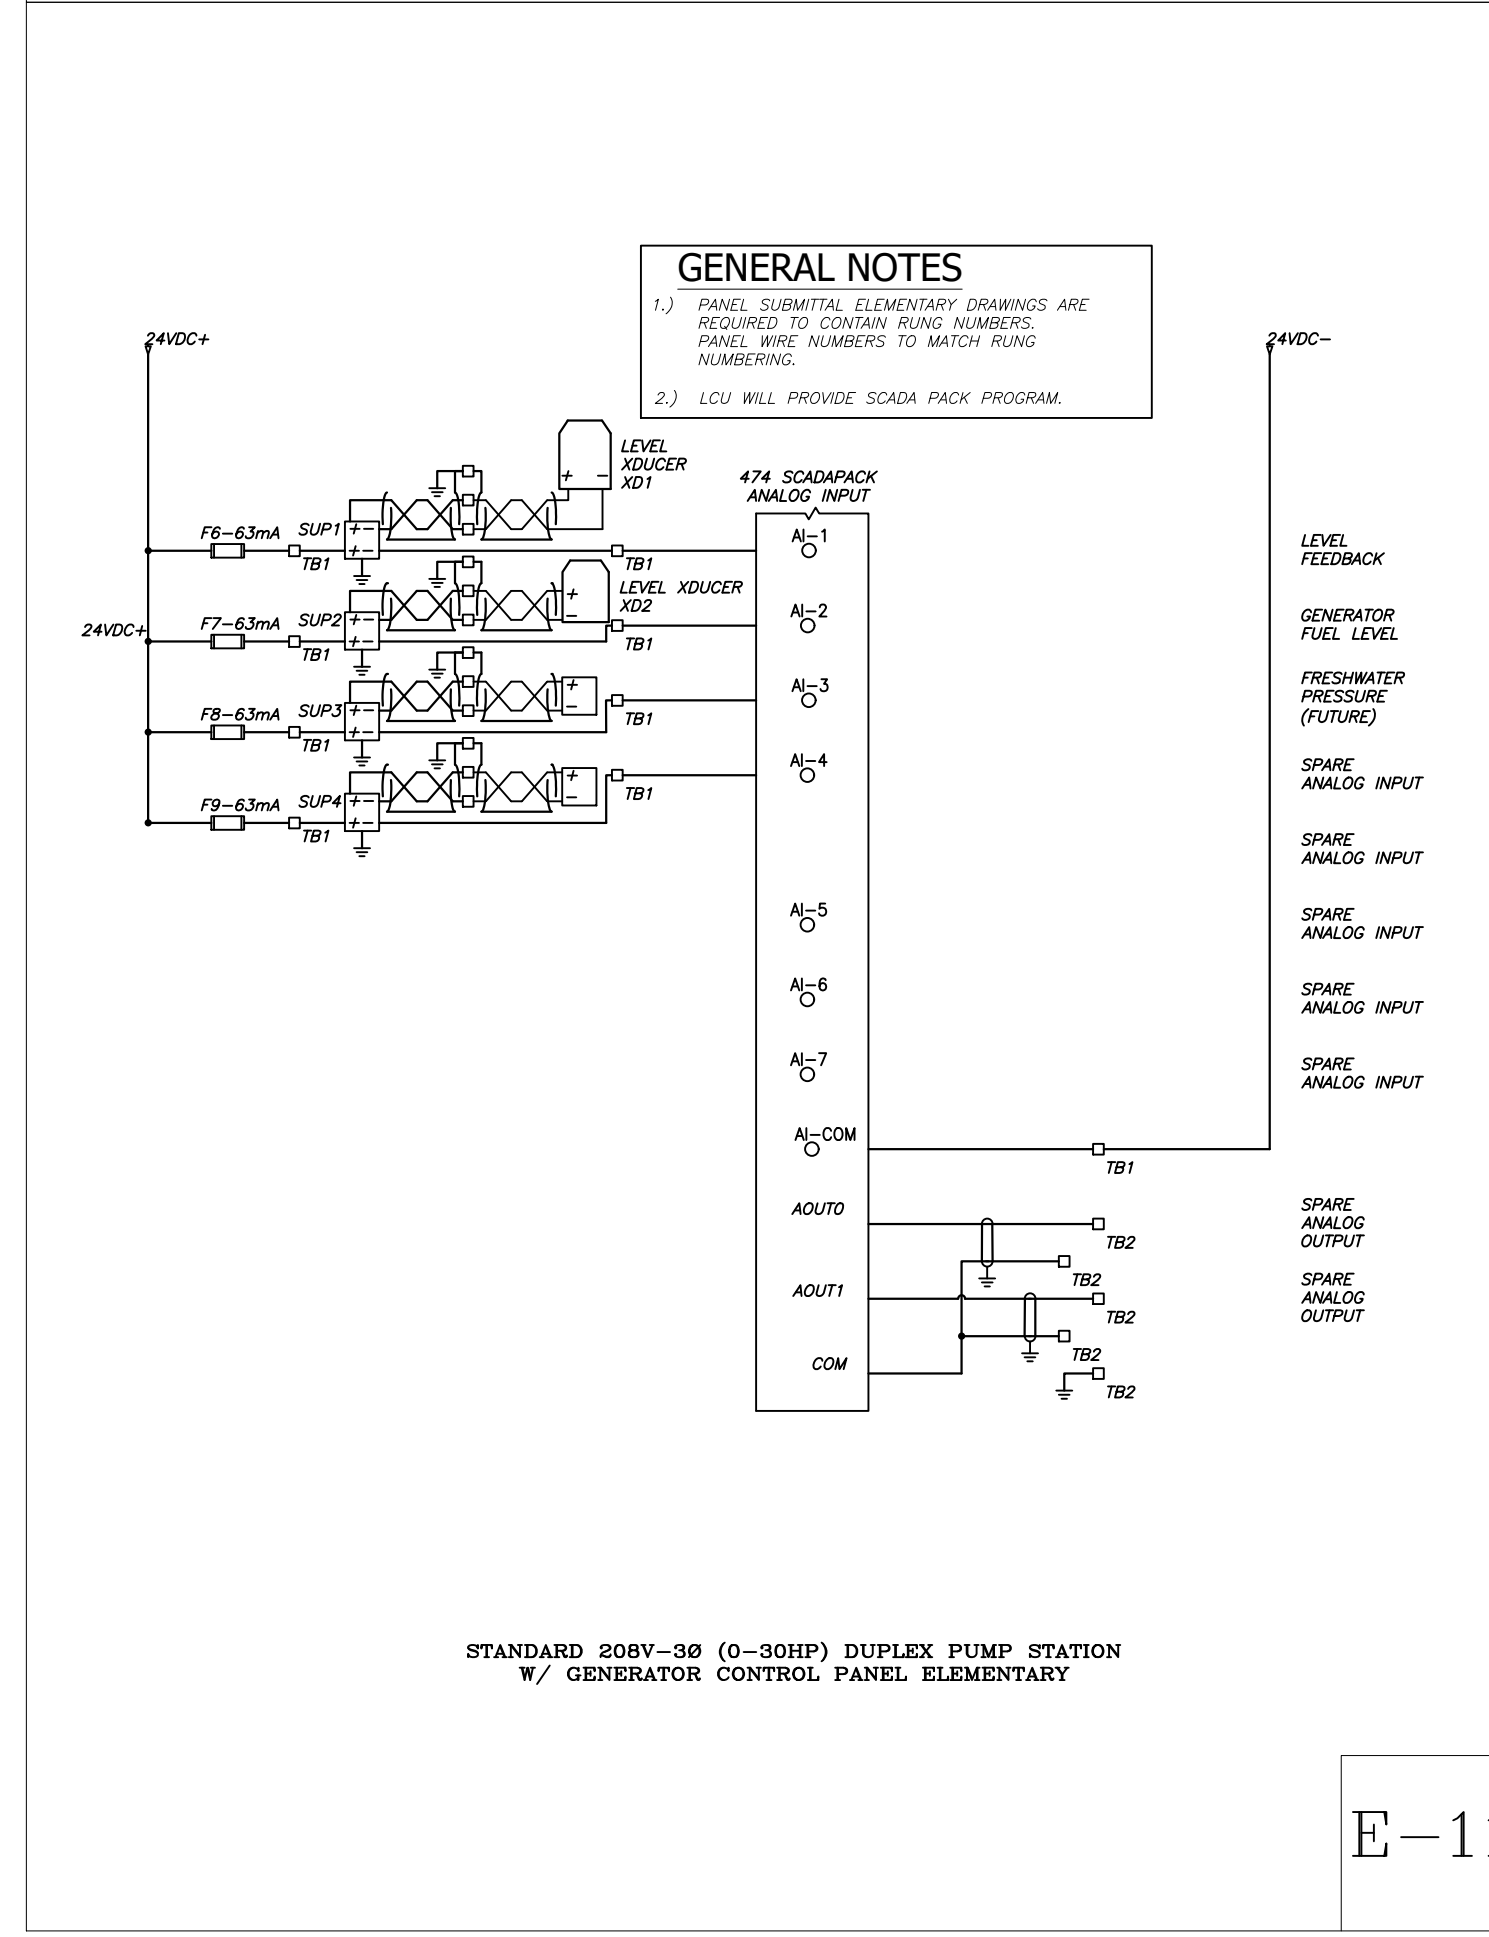 GENERAL NOTES
1.) PANEL SUBMITTAL ELEMENTARY DRAWINGS ARE
REQUIRED TO CONTAIN RUNG NUMBERS.
PANEL WIRE NUMBERS TO MATCH RUNG
NUMBERING.
2.) LCU WILL PROVIDE SCADA PACK PROGRAM.
24VDC+
24VDC-
LEVEL
XDUCER
XD1
+ -
474 SCADAPACK
ANALOG INPUT
F6-63mA
SUP1
+-
+-
TB1
TB1
AI-1
LEVEL
FEEDBACK
LEVEL XDUCER
XD2
+
-
24VDC+
F7-63mA
SUP2
+-
+-
TB1
TB1
AI-2
GENERATOR
FUEL LEVEL
F8-63mA
SUP3
+-
+-
TB1
+
-
TB1
AI-3
FRESHWATER
PRESSURE
(FUTURE)
F9-63mA
SUP4
+-
+-
TB1
+
-
TB1
AI-4
SPARE
ANALOG INPUT
SPARE
ANALOG INPUT
AI-5
SPARE
ANALOG INPUT
AI-6
SPARE
ANALOG INPUT
AI-7
SPARE
ANALOG INPUT
AI-COM
TB1
AOUT0
TB2
SPARE
ANALOG
OUTPUT
TB2
AOUT1
TB2
SPARE
ANALOG
OUTPUT
TB2
COM
TB2
STANDARD 208V-3Ø (0-30HP) DUPLEX PUMP STATION
W/ GENERATOR CONTROL PANEL ELEMENTARY
E-1